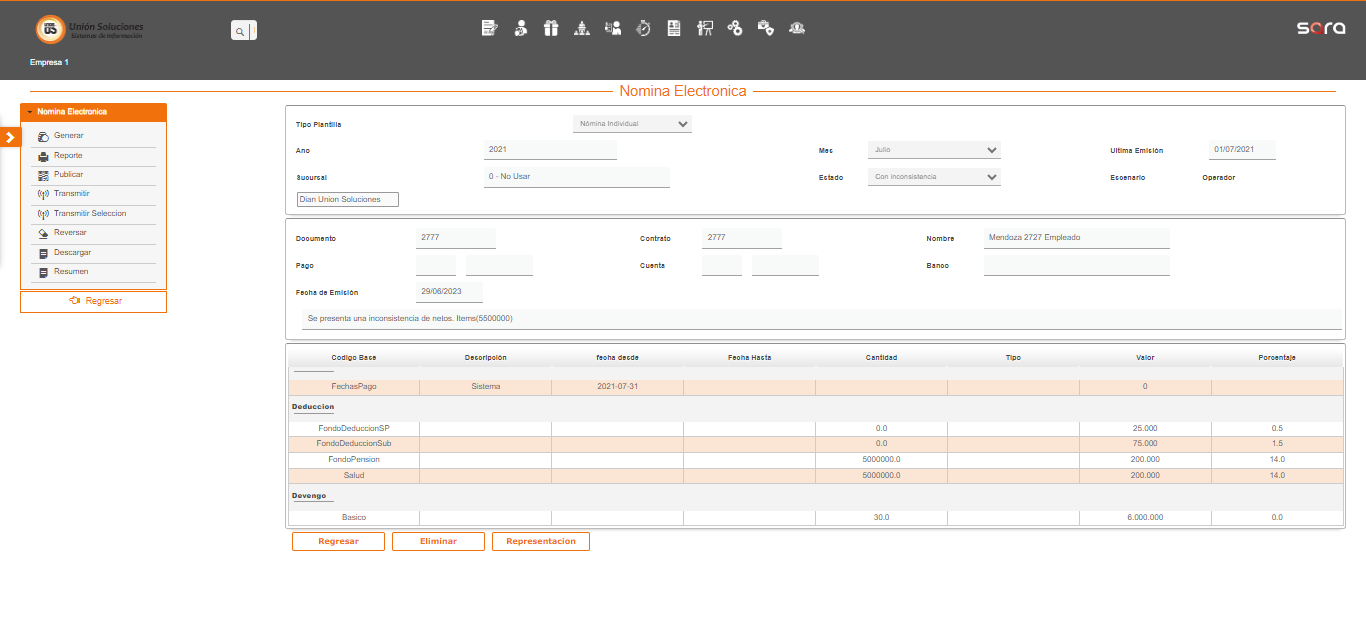 Unión Soluciones
Sistemas de Información
sora
Empresa 1
Nomina Electronica
Nomina Electronica
Generar
Reporte
Publicar
Transmitir
Transmitir Seleccion
Reversar
Descargar
Resumen
Regresar
Tipo Plantilla Nómina Individual
Ano 2021 Mes Julio Ultima Emisión 01/07/2021
Sucursal 0 - No Usar Estado Con inconsistencia Escenario Operador
Dian Union Soluciones
Documento 2777 Contrato 2777 Nombre Mendoza 2727 Empleado
Pago Cuenta Banco
Fecha de Emisión 29/06/2023
Se presenta una inconsistencia de netos. Items(5500000)
Codigo Base Descripción fecha desde Fecha Hasta Cantidad Tipo Valor Porcentaje
FechasPago Sistema 2021-07-31 0
Deduccion
FondoDeduccionSP 0.0 25.000 0.5
FondoDeduccionSub 0.0 75.000 1.5
FondoPension 5000000.0 200.000 14.0
Salud 5000000.0 200.000 14.0
Devengo
Basico 30.0 6.000.000 0.0
Regresar Eliminar Representacion